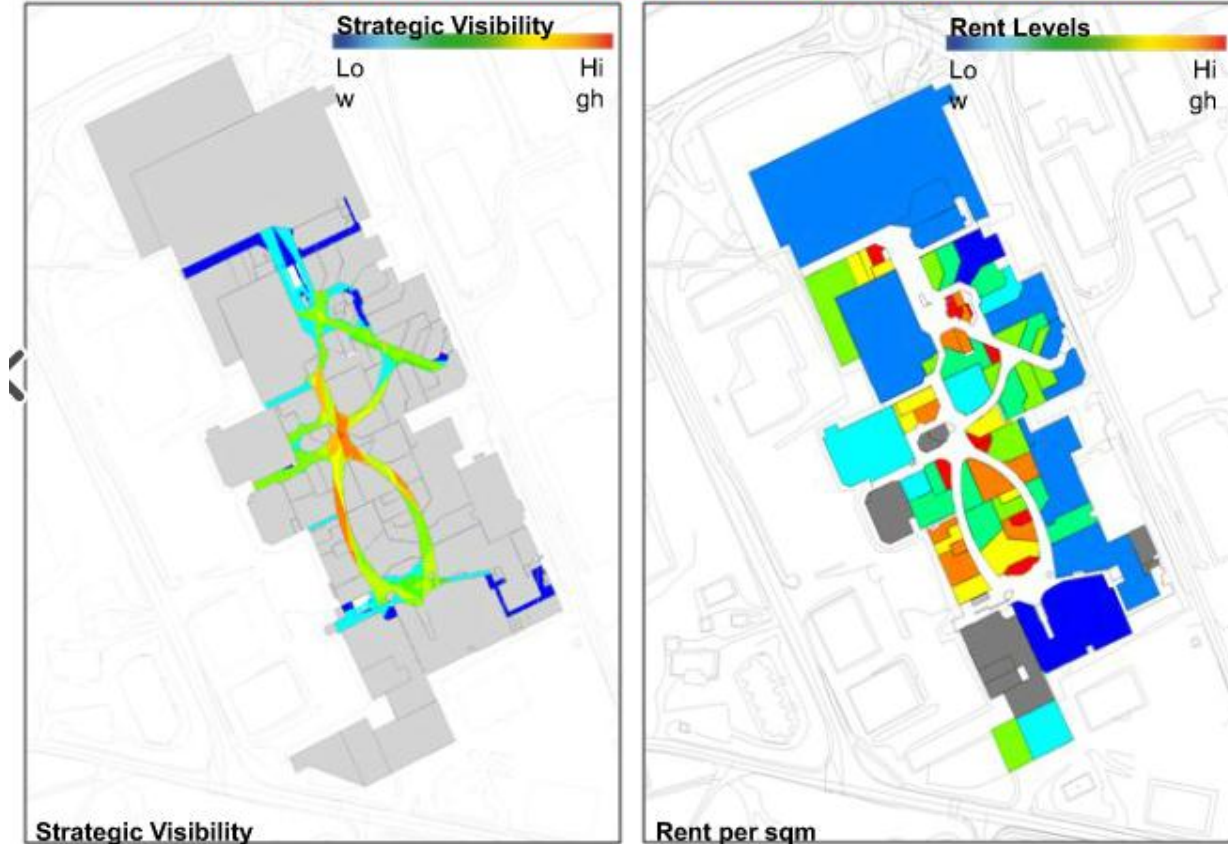 Strategic Visibility
Lo
w
Hi
gh
Strategic Visibility
Rent Levels
Lo
w
Hi
gh
Rent per sqm